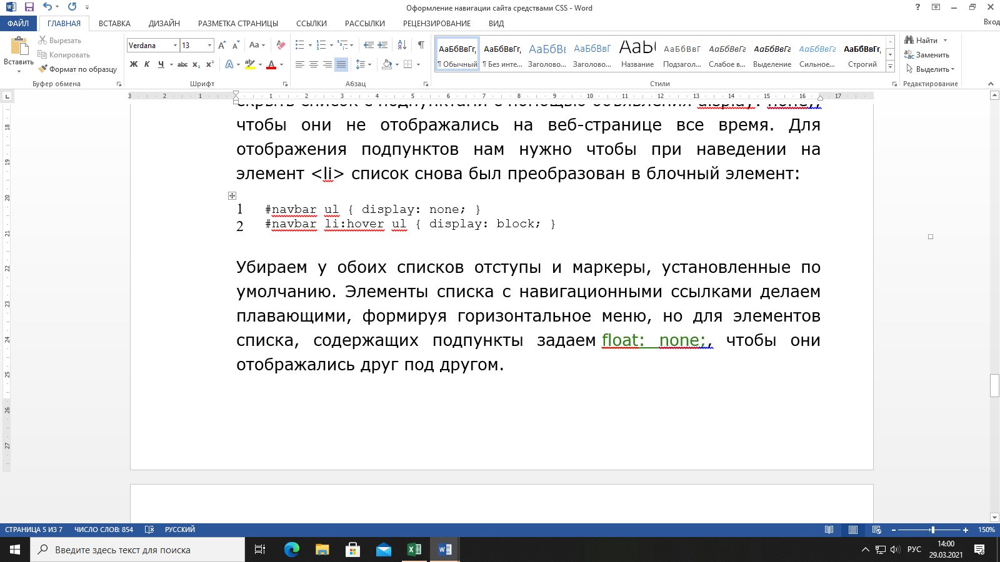 Оформление навигации сайта средствами CSS - Word
ФАЙЛ ГЛАВНАЯ ВСТАВКА ДИЗАЙН РАЗМЕТКА СТРАНИЦЫ ССЫЛКИ РАССЫЛКИ РЕЦЕНЗИРОВАНИЕ ВИД Вход
Вставить
Вырезать
Копировать
Формат по образцу
Буфер обмена
Verdana 13
Ж К Ч abc x₂ x²
Шрифт
Абзац
АаБбВвГг, АаБбВвГг, АаБбВі АаБбВвГ АаЬ( АаБбВвГ АаБбВвГг АаБбВвГг АаБбВвГг АаБбВвГг,
¶ Обычный ¶ Без инте... Заголово... Заголово... Название Подзагол... Слабое в... Выделение Сильное... Строгий
Стили
Найти
Заменить
Выделить
Редактирование
3 2 1 1 2 3 4 5 6 7 8 9 10 11 12 13 14 15 16 17
18
19
20
21
22
23
24
25
26
27
скрыть список с подпунктами с помощью объявления display: none;,
чтобы они не отображались на веб-странице все время. Для
отображения подпунктов нам нужно чтобы при наведении на
элемент <li> список снова был преобразован в блочный элемент:
1 #navbar ul { display: none; }
2 #navbar li:hover ul { display: block; }
Убираем у обоих списков отступы и маркеры, установленные по
умолчанию. Элементы списка с навигационными ссылками делаем
плавающими, формируя горизонтальное меню, но для элементов
списка, содержащих подпункты задаем float: none;, чтобы они
отображались друг под другом.
СТРАНИЦА 5 ИЗ 7 ЧИСЛО СЛОВ: 854 РУССКИЙ 150%
Введите здесь текст для поиска
РУС
14:00
29.03.2021